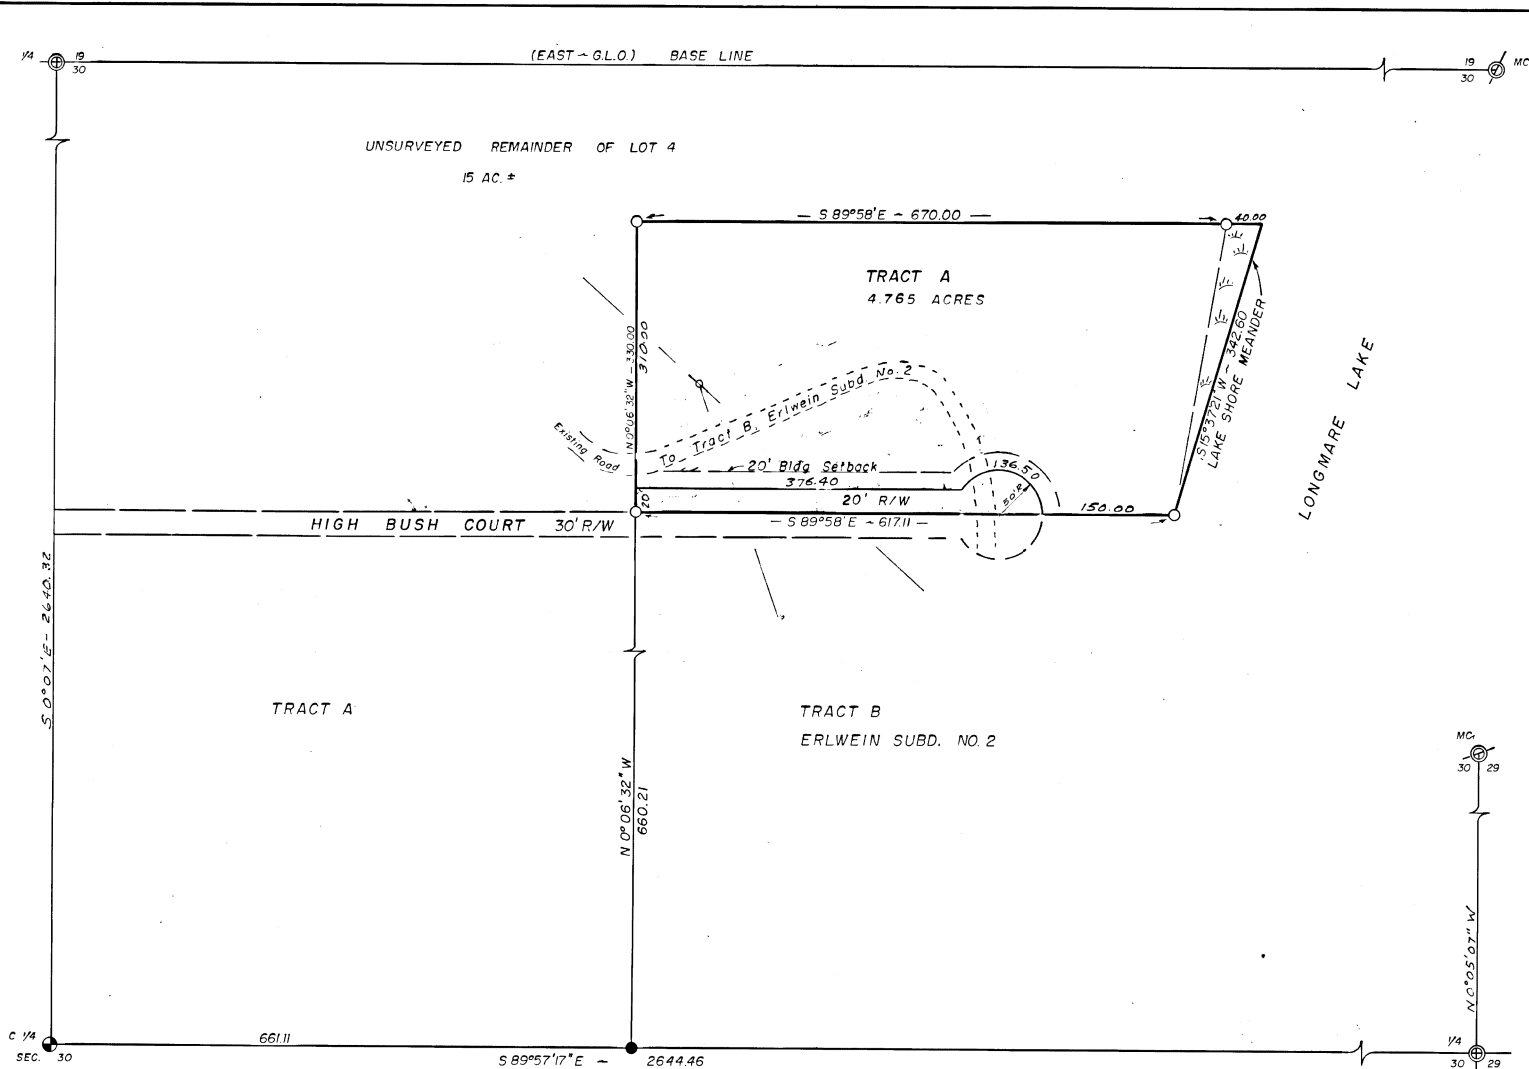 1/4
19
30
(EAST ~ G.L.O.) BASE LINE
19
30
MC
UNSURVEYED REMAINDER OF LOT 4
15 AC. ±
S 89°58'E ~ 670.00
40.00
TRACT A
4.765 ACRES
N 0°06'32"W ~ 330.00
310.00
S 15°37'21"W ~ 342.60
LAKE SHORE MEANDER
LONGMARE LAKE
Existing Road
To Tract B, Erlwein Subd. No. 2
20' Bldg Setback
376.40
136.50
50' R
20'
20' R/W
S 89°58'E ~ 617.11
150.00
HIGH BUSH COURT 30' R/W
S 0°07'E - 2640.32
TRACT A
TRACT B
ERLWEIN SUBD. NO. 2
N 0°06'32"W
660.21
MC
30
29
N 0°05'07"W
C 1/4
SEC. 30
661.11
S 89°57'17"E ~ 2644.46
1/4
30
29